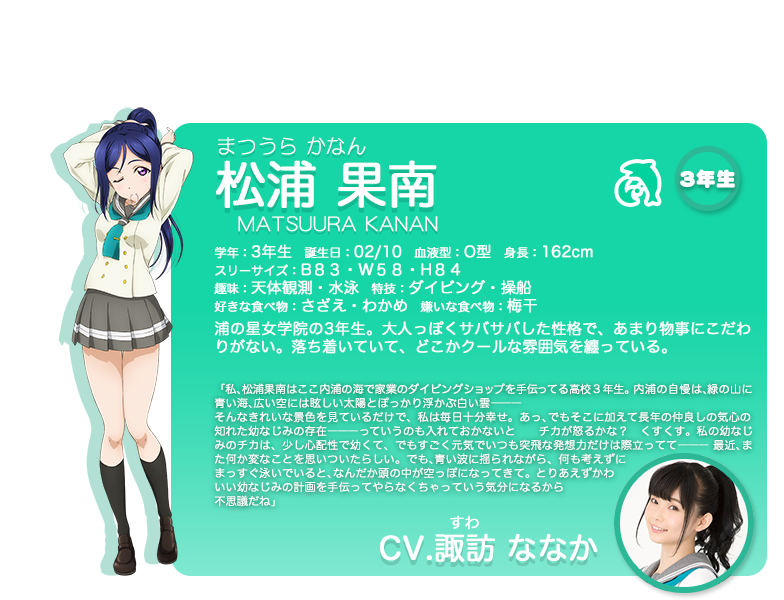 まつうら かなん
松浦 果南
MATSUURA KANAN
3年生
学年：3年生 誕生日：02/10 血液型：O型 身長：162cm
スリーサイズ：B８３・W５８・H８４
趣味：天体観測・水泳 特技：ダイビング・操船
好きな食べ物：さざえ・わかめ 嫌いな食べ物：梅干
浦の星女学院の3年生。大人っぽくサバサバした性格で、あまり物事にこだわ
りがない。落ち着いていて、どこかクールな雰囲気を纏っている。
「私、松浦果南はここ内浦の海で家業のダイビングショップを手伝ってる高校３年生。内浦の自慢は、緑の山に
青い海、広い空には眩しい太陽とぽっかり浮かぶ白い雲―――
そんなきれいな景色を見ているだけで、私は毎日十分幸せ。あっ、でもそこに加えて長年の仲良しの気心の
知れた幼なじみの存在―――っていうのも入れておかないと　　チカが怒るかな？　くすくす。私の幼なじ
みのチカは、少し心配性で幼くて、でもすごく元気でいつも突飛な発想力だけは際立ってて――― 最近、ま
た何か変なことを思いついたらしい。でも、青い波に揺られながら、何も考えずに
まっすぐ泳いでいると、なんだか頭の中が空っぽになってきて。とりあえずかわ
いい幼なじみの計画を手伝ってやらなくちゃっていう気分になるから
不思議だね」
すわ
CV.諏訪 ななか